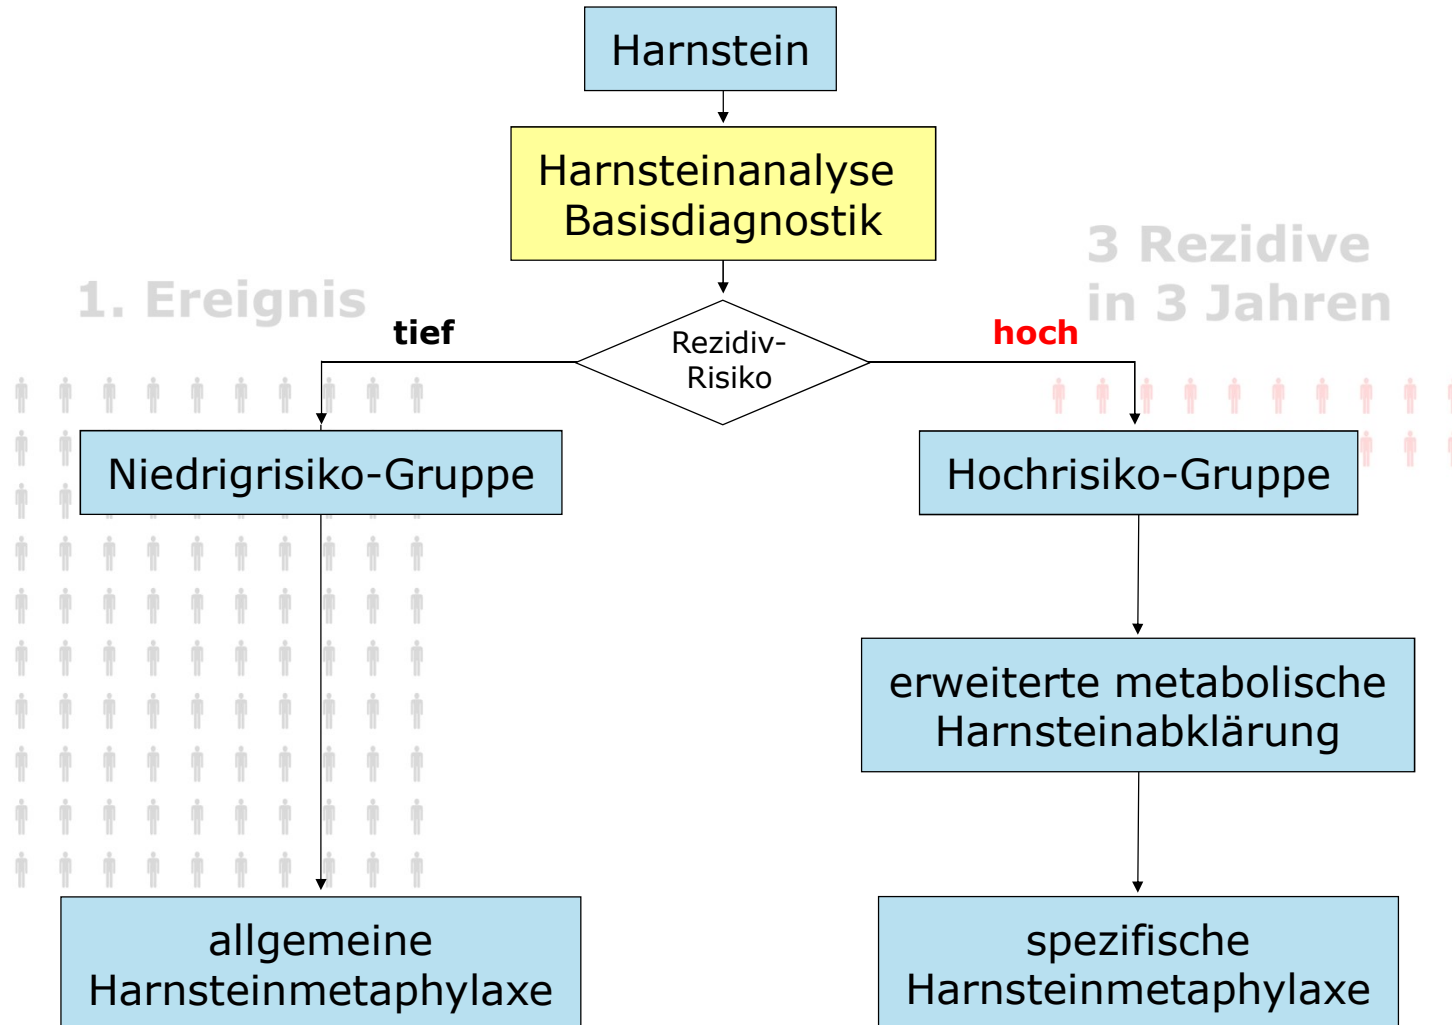 Harnstein
Harnsteinanalyse
Basisdiagnostik
3 Rezidive
in 3 Jahren
1. Ereignis
tief
Rezidiv-
Risiko
hoch
Niedrigrisiko-Gruppe
Hochrisiko-Gruppe
erweiterte metabolische
Harnsteinabklärung
allgemeine
Harnsteinmetaphylaxe
spezifische
Harnsteinmetaphylaxe